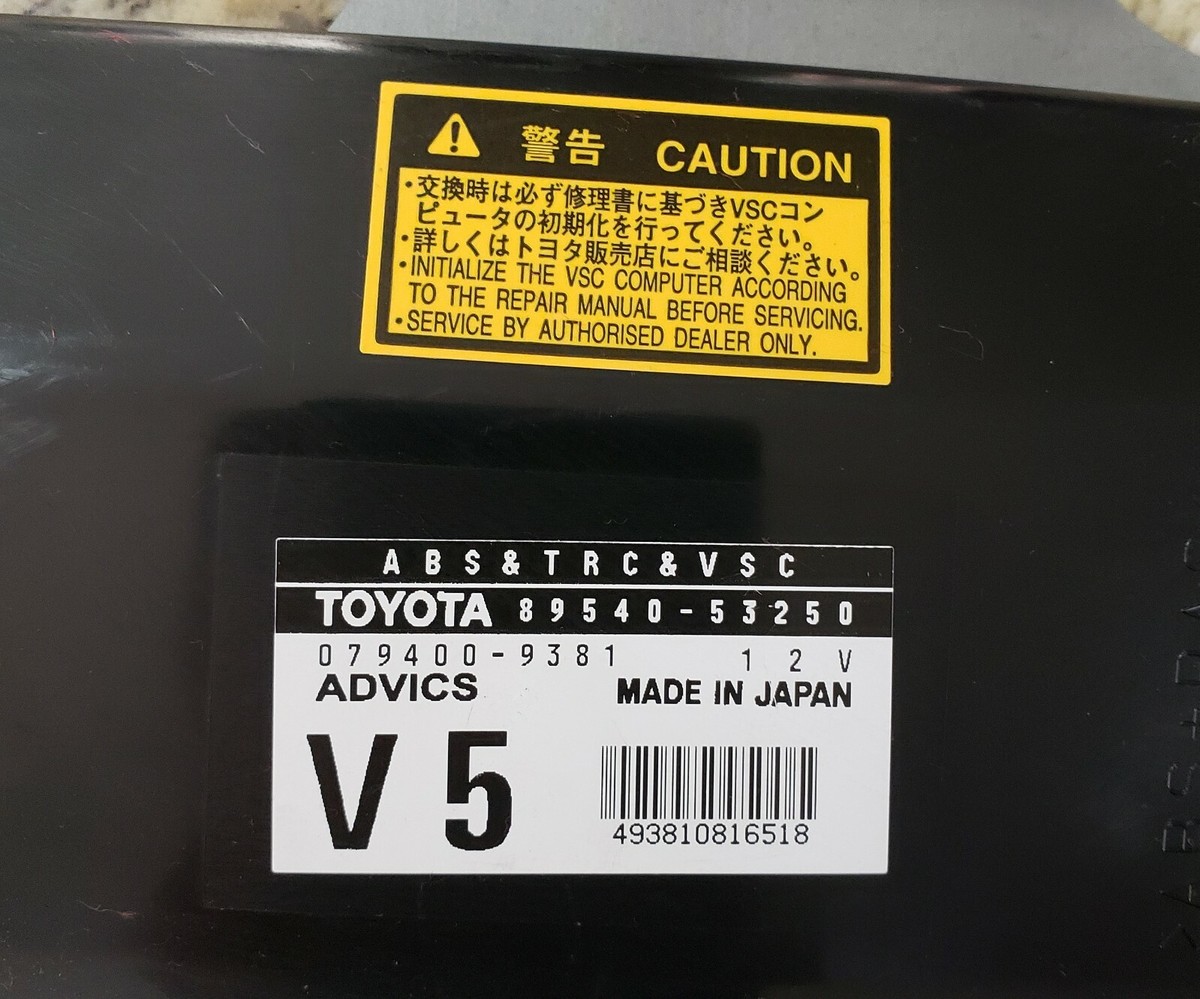 警告 CAUTION
・交換時は必ず修理書に基づきVSCコン
ピュータの初期化を行ってください。
・詳しくはトヨタ販売店にご相談ください。
・INITIALIZE THE VSC COMPUTER ACCORDING
TO THE REPAIR MANUAL BEFORE SERVICING.
・SERVICE BY AUTHORISED DEALER ONLY.
ABS&TRC&VSC
TOYOTA 89540-53250
079400-9381 12V
ADVICS MADE IN JAPAN
V5
493810816518